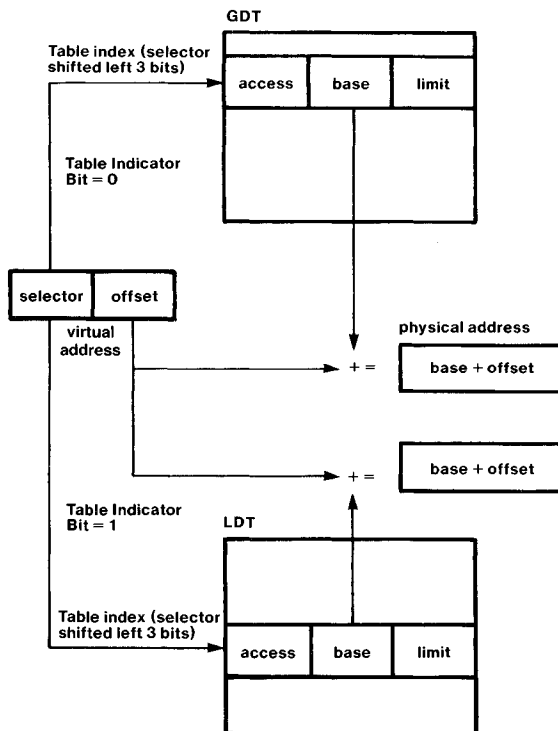 GDT
Table index (selector
shifted left 3 bits)
access base limit
Table Indicator
Bit = 0
selector offset
virtual
address
physical address
+ = base + offset
+ = base + offset
Table Indicator
Bit = 1
LDT
Table index (selector
shifted left 3 bits)
access base limit